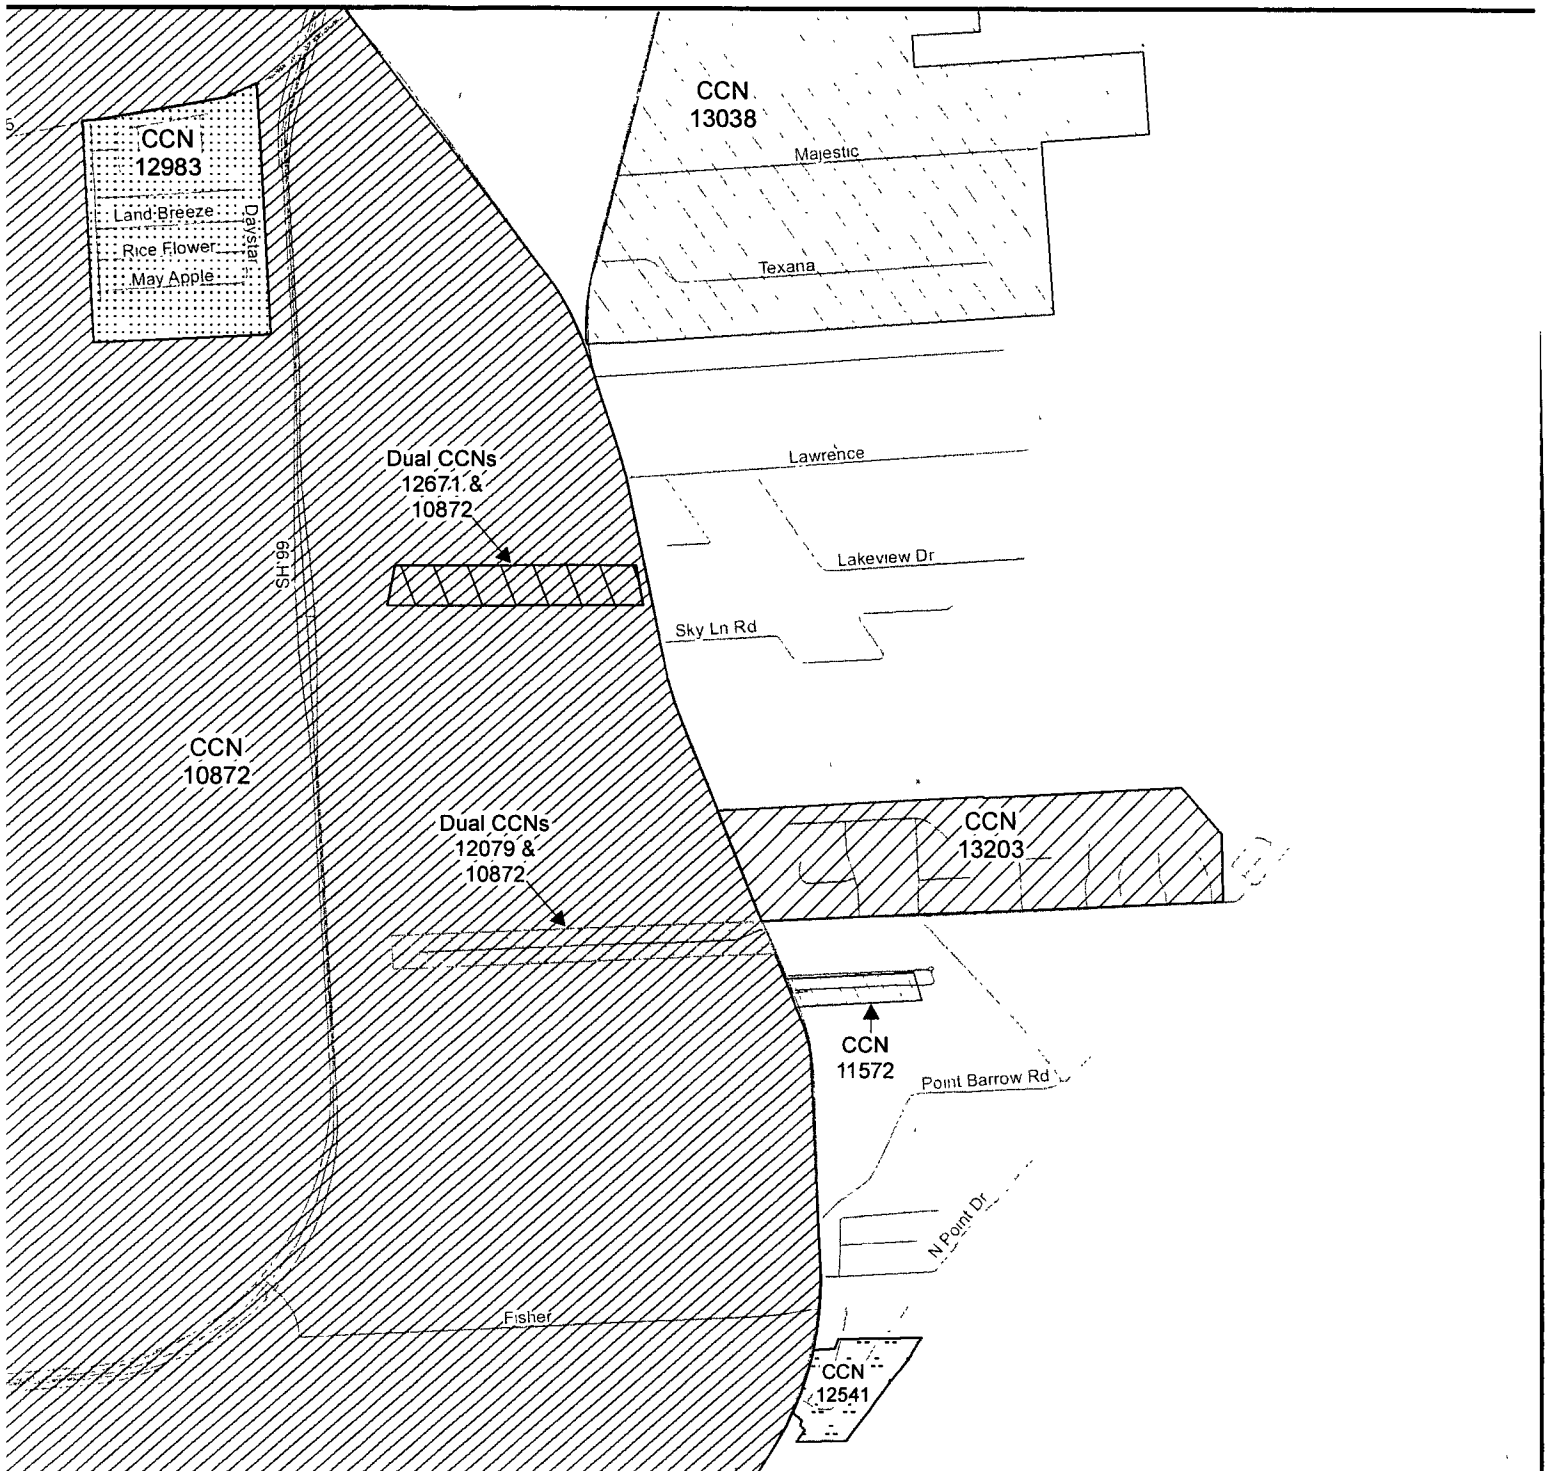 CCN
13038
CCN
12983
Majestic
Land Breeze
Daystar
Rice Flower
May Apple
Texana
Dual CCNs
12671 &
10872
Lawrence
SH 99
Lakeview Dr
Sky Ln Rd
CCN
10872
Dual CCNs
12079 &
10872
CCN
13203
CCN
11572
Point Barrow Rd
N Point Dr
Fisher
CCN
12541